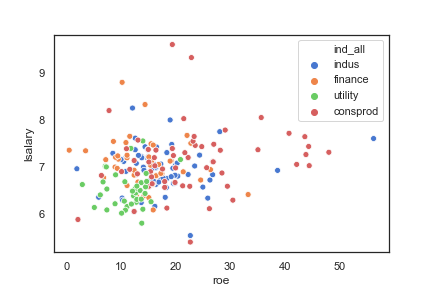 ind_all
indus
finance
utility
consprod
9
8
7
6
lsalary
0
10
20
30
40
50
roe